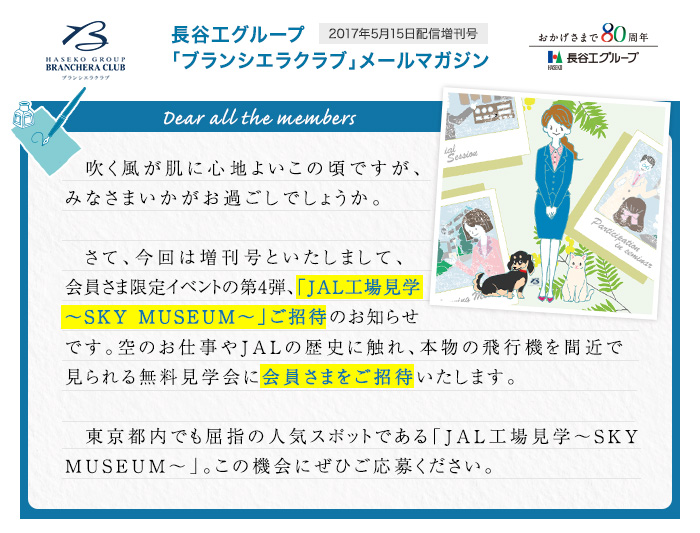 HASEKO GROUP
BRANCHERA CLUB
ブランシエラクラブ
長谷工グループ 2017年5月15日配信増刊号
「ブランシエラクラブ」メールマガジン
おかげさまで80周年
HASEKO 長谷工グループ
Dear all the members
吹く風が肌に心地よいこの頃ですが、
みなさまいかがお過ごしでしょうか。
さて、今回は増刊号といたしまして、
会員さま限定イベントの第4弾、「JAL工場見学
～SKY MUSEUM～」ご招待のお知らせ
です。空のお仕事やJALの歴史に触れ、本物の飛行機を間近で
見られる無料見学会に会員さまをご招待いたします。
東京都内でも屈指の人気スポットである「JAL工場見学～SKY
MUSEUM～」。この機会にぜひご応募ください。
Session
Participation
in seminar